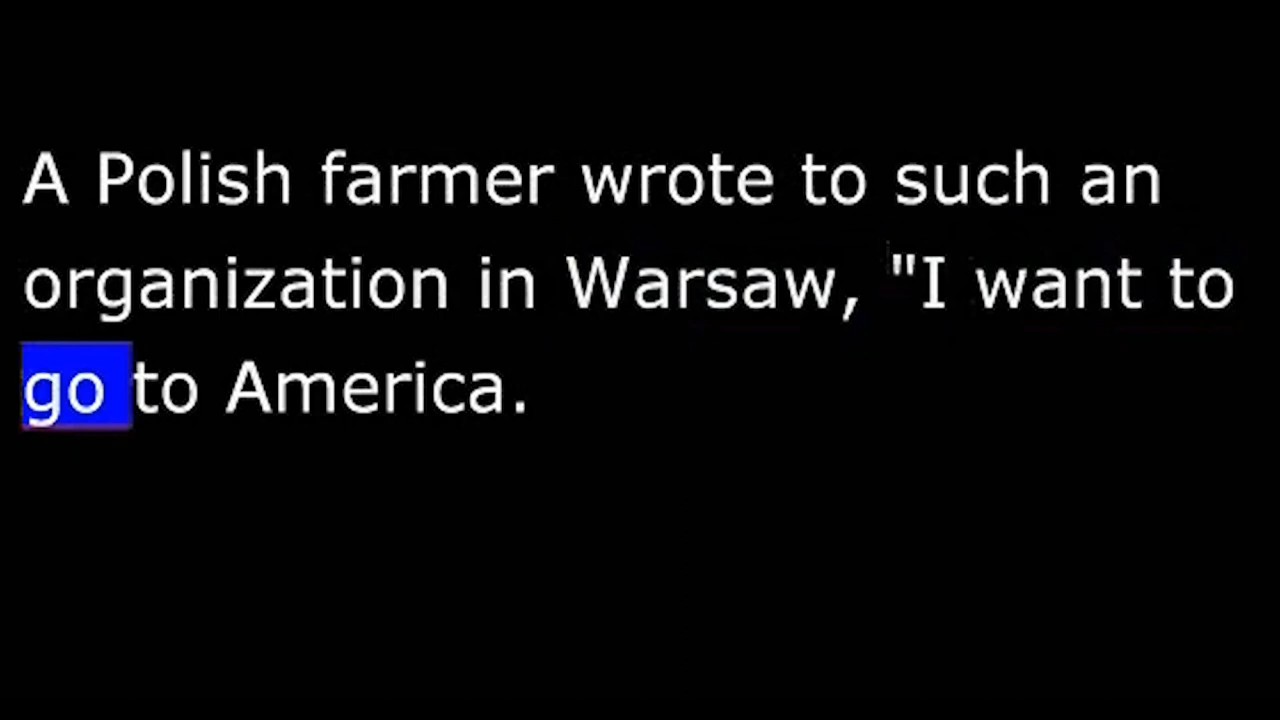 A Polish farmer wrote to such an
organization in Warsaw, "I want to
go to America.